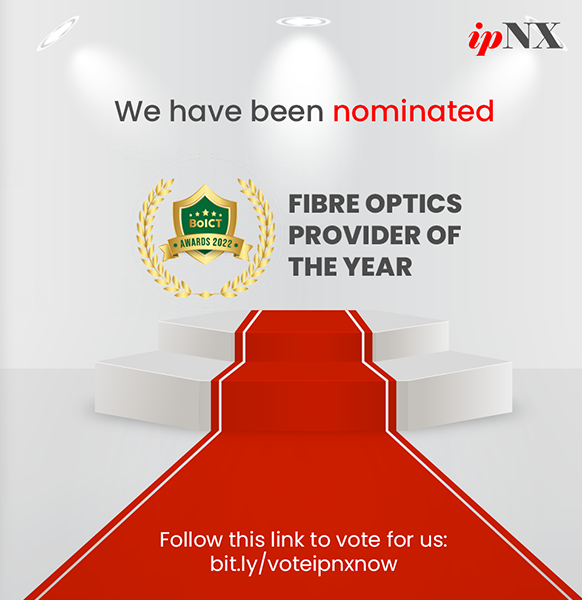 ipNX
We have been nominated
BoICT
AWARDS 2022
FIBRE OPTICS
PROVIDER OF
THE YEAR
Follow this link to vote for us:
bit.ly/voteipnxnow